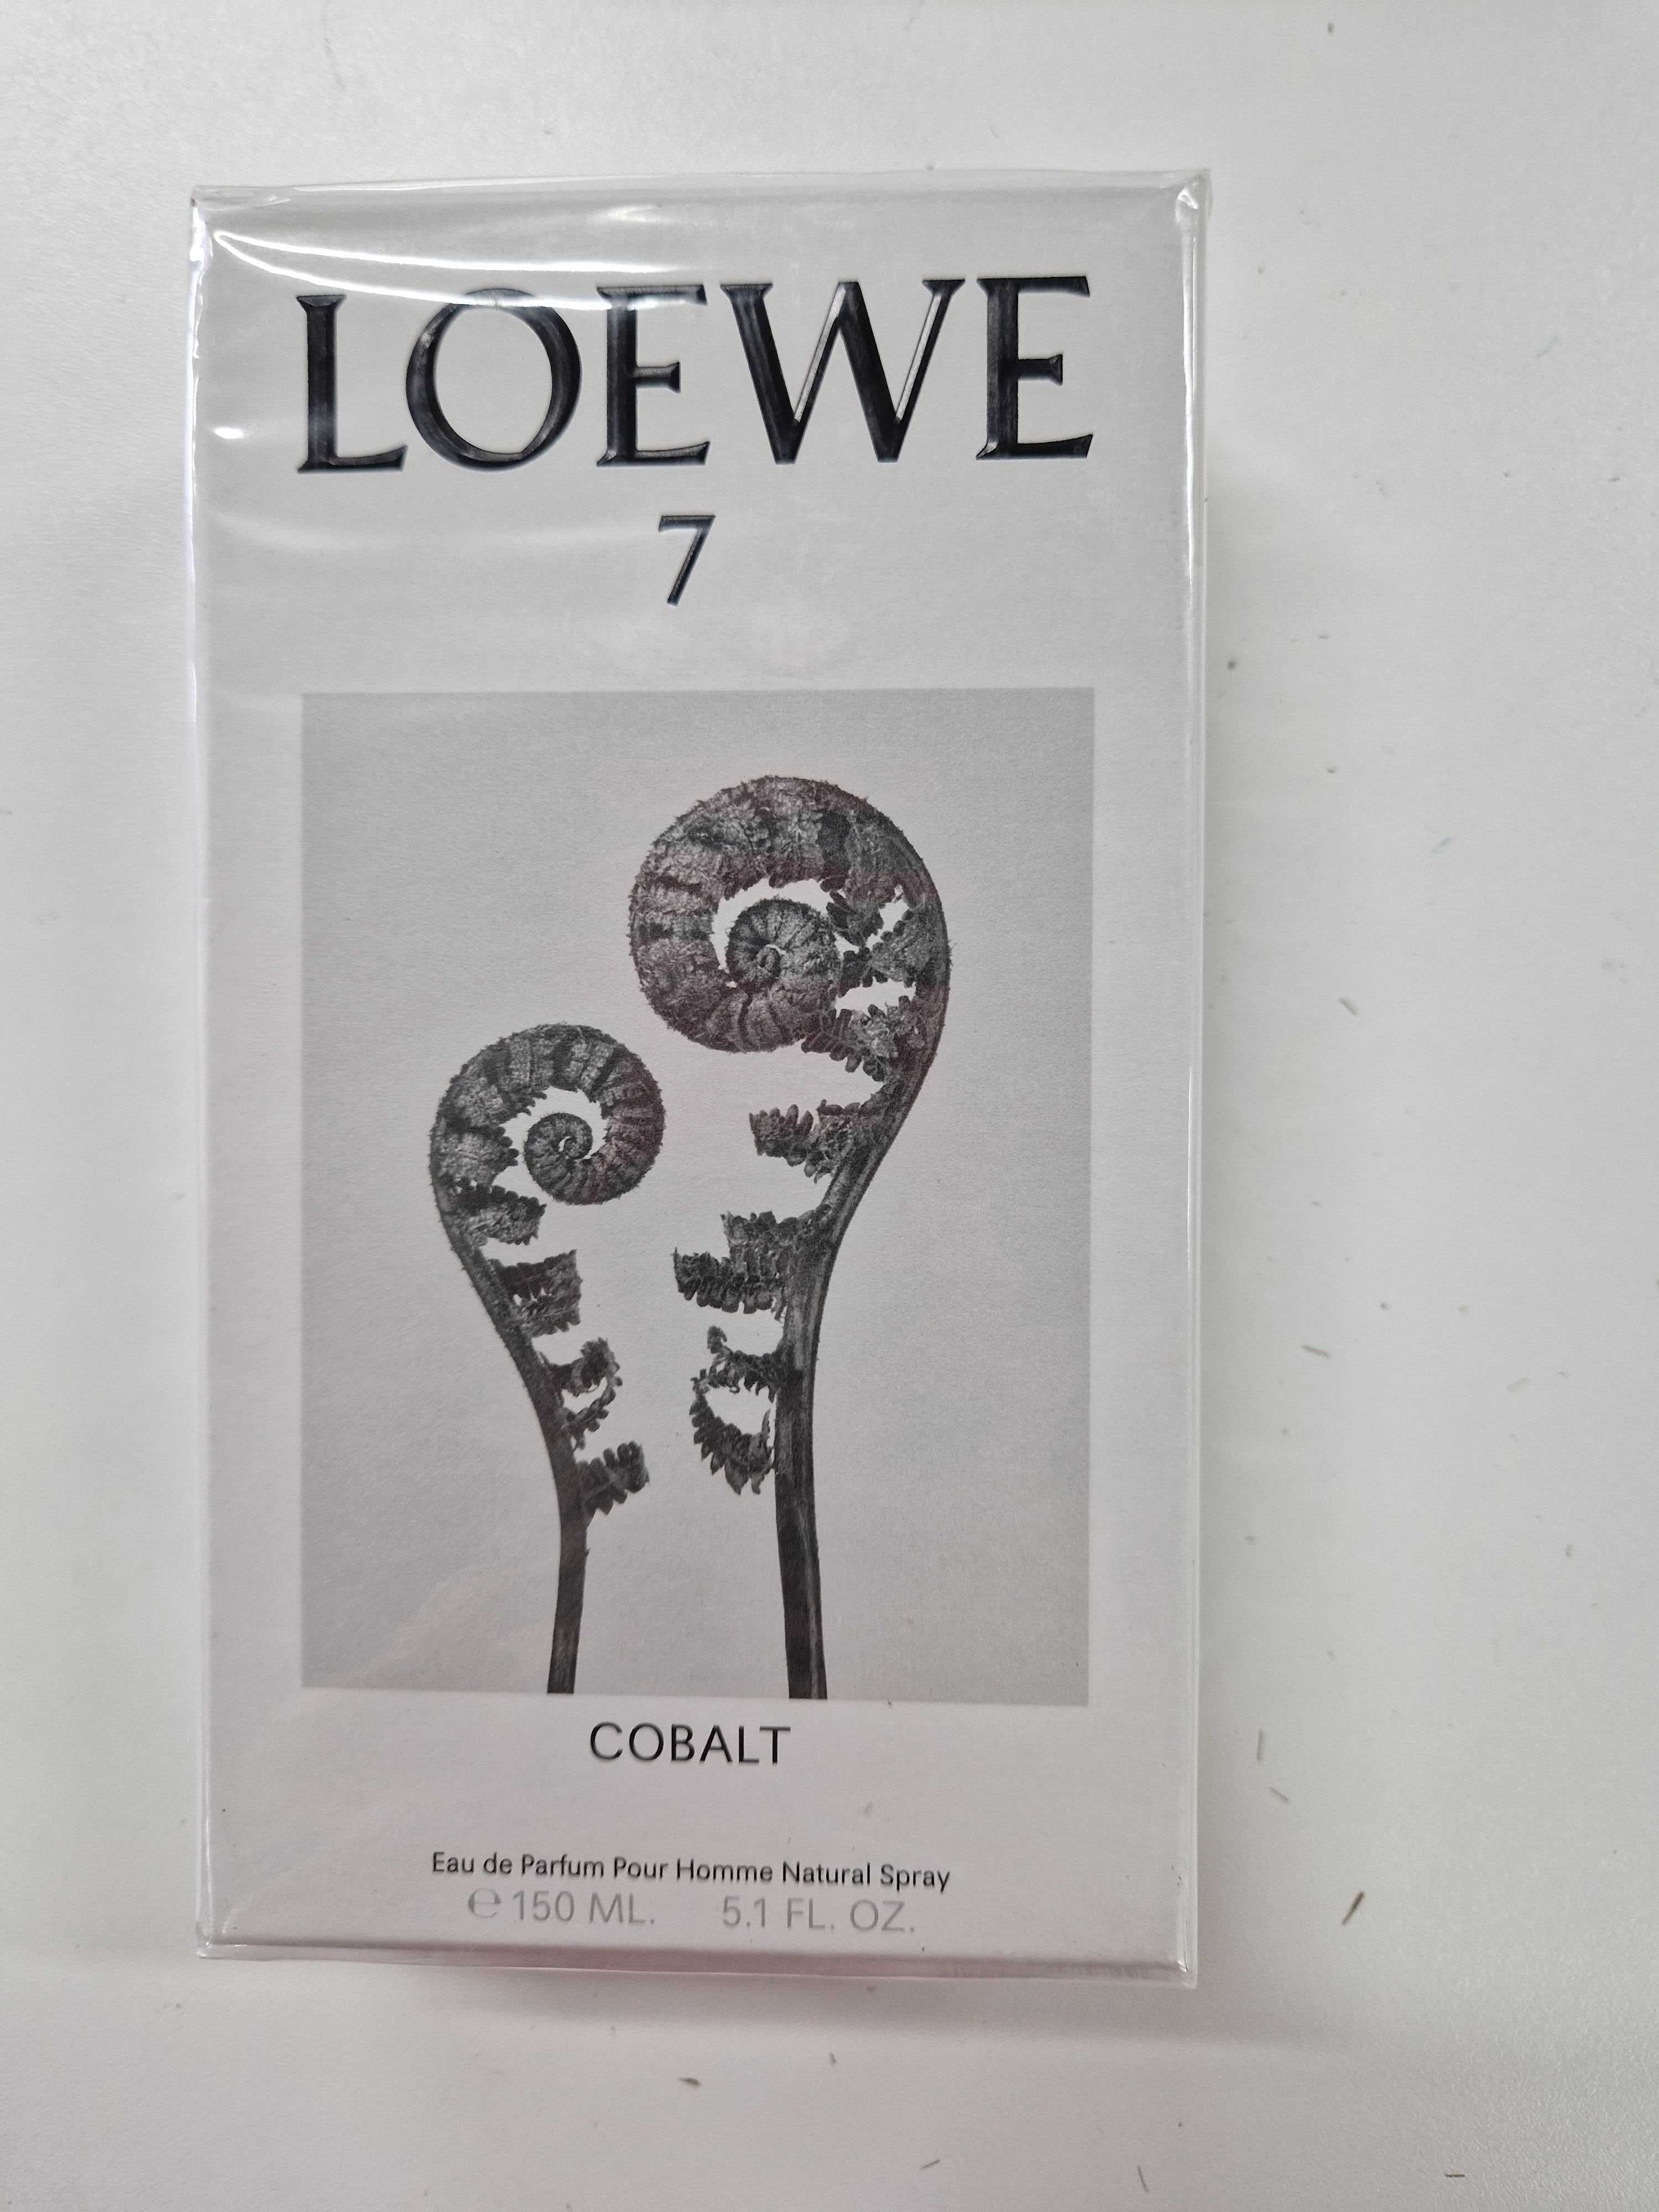 LOEWE
7
COBALT
Eau de Parfum Pour Homme Natural Spray
℮ 150 ML. 5.1 FL. OZ.